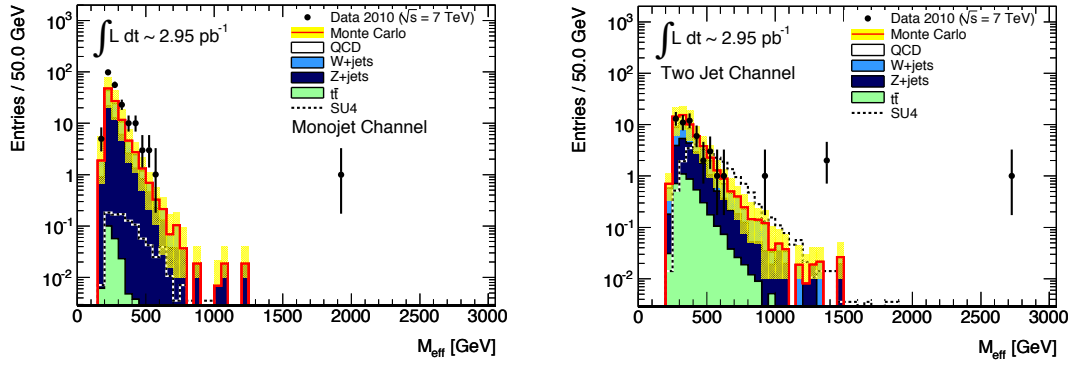 Entries / 50.0 GeV
10³
10²
10
1
10⁻¹
10⁻²
∫L dt ~ 2.95 pb⁻¹
Data 2010 (√s = 7 TeV)
Monte Carlo
QCD
W+jets
Z+jets
tt̄
SU4
Monojet Channel
0 500 1000 1500 2000 2500 3000
M_eff [GeV]
Entries / 50.0 GeV
10³
10²
10
1
10⁻¹
10⁻²
∫L dt ~ 2.95 pb⁻¹
Two Jet Channel
Data 2010 (√s = 7 TeV)
Monte Carlo
QCD
W+jets
Z+jets
tt̄
SU4
0 500 1000 1500 2000 2500 3000
M_eff [GeV]